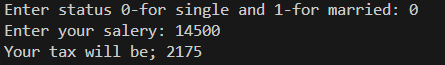 Enter status 0-for single and 1-for married: 0
Enter your salery: 14500
Your tax will be; 2175